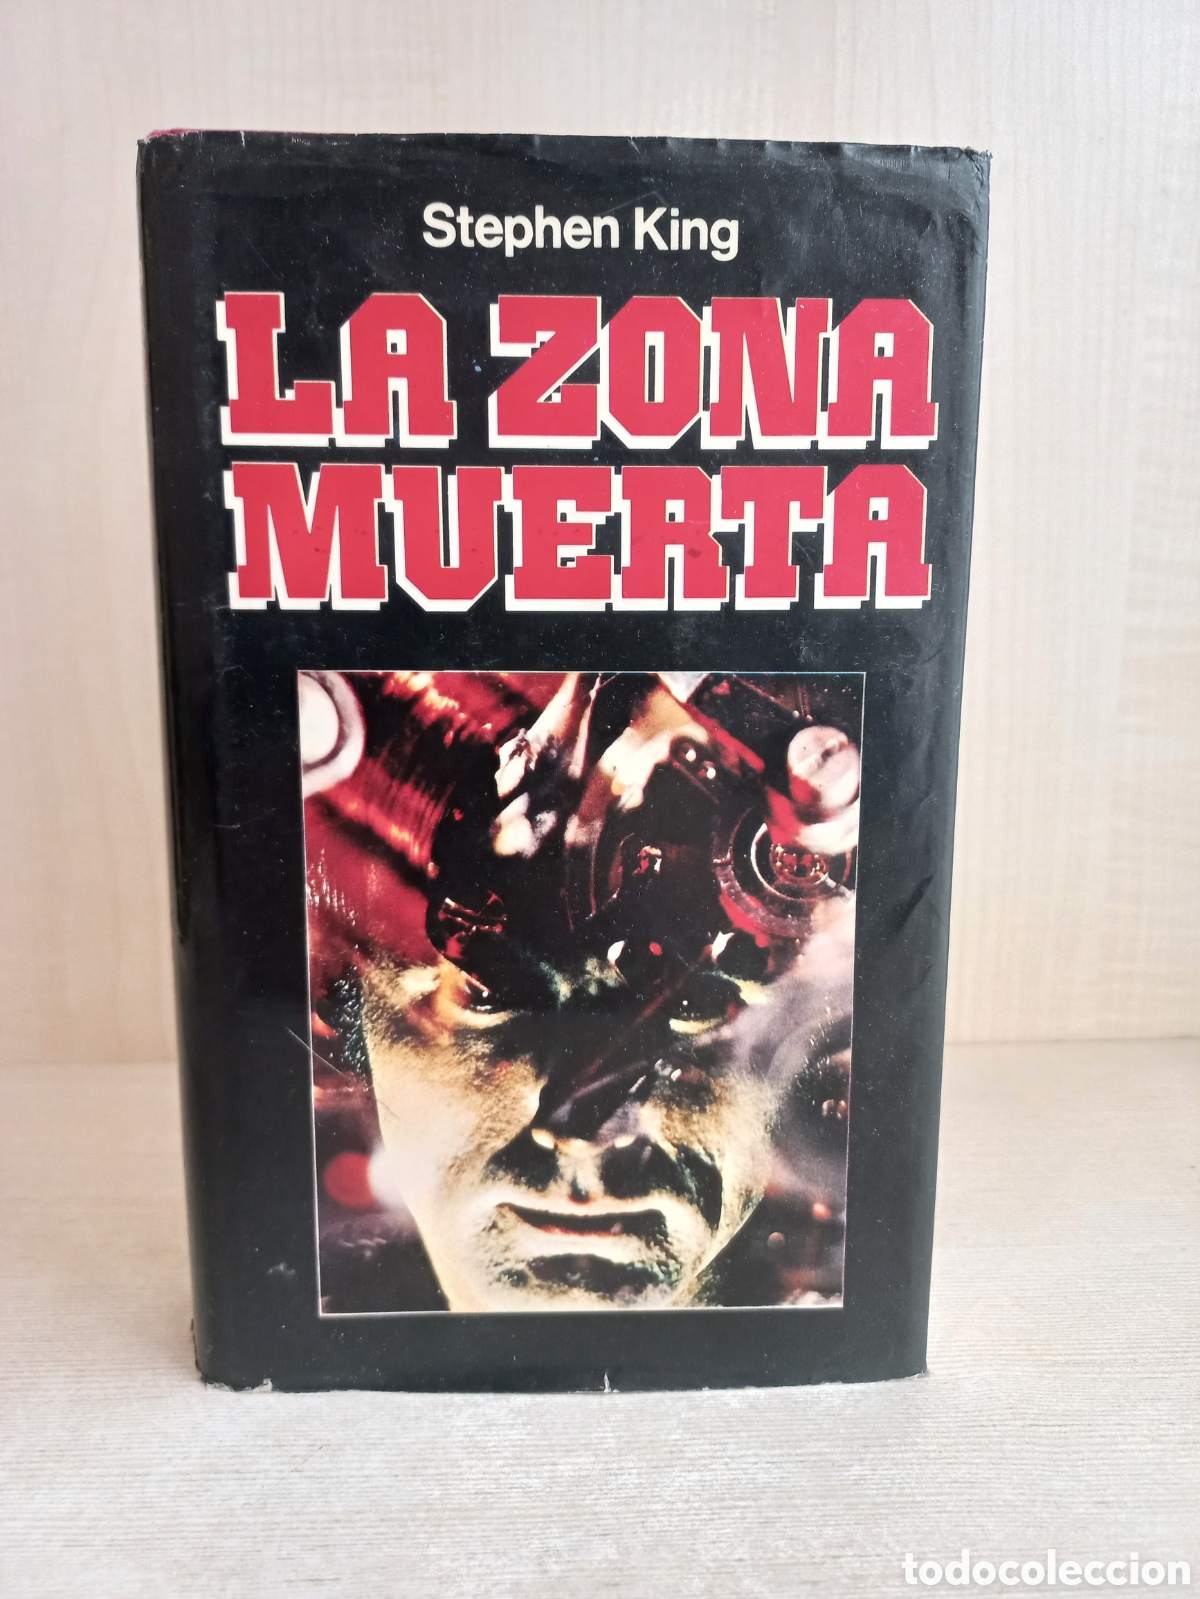 Stephen King
LA ZONA
MUERTA
todocoleccion